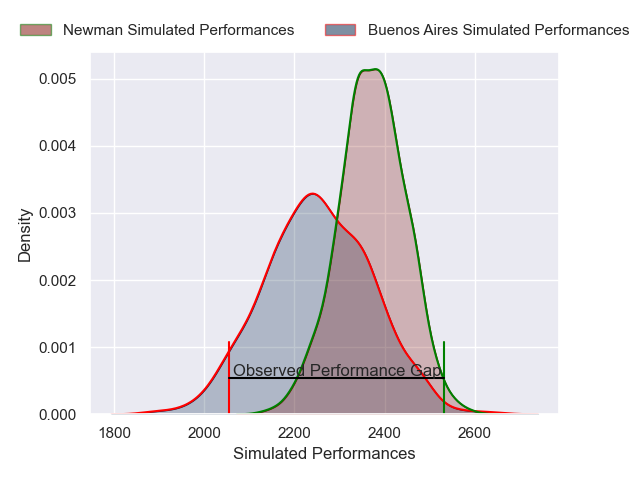 Newman Simulated Performances
Buenos Aires Simulated Performances
0.005
0.004
0.003
0.002
0.001
0.000
Density
Observed Performance Gap
1800 2000 2200 2400 2600
Simulated Performances